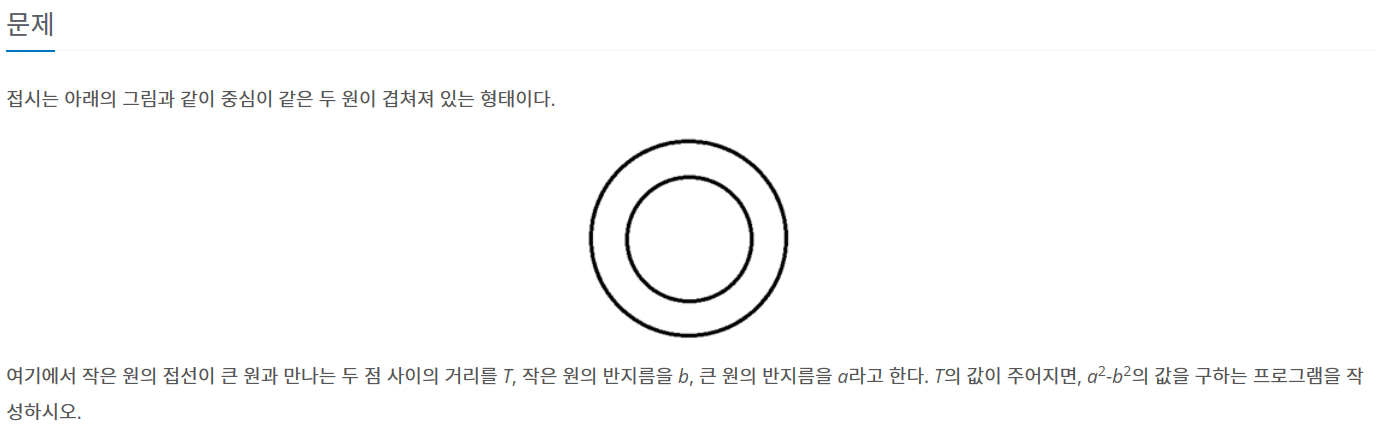 문제
접시는 아래의 그림과 같이 중심이 같은 두 원이 겹쳐져 있는 형태이다.
여기에서 작은 원의 접선이 큰 원과 만나는 두 점 사이의 거리를 T, 작은 원의 반지름을 b, 큰 원의 반지름을 a라고 한다. T의 값이 주어지면, a²-b²의 값을 구하는 프로그램을 작
성하시오.